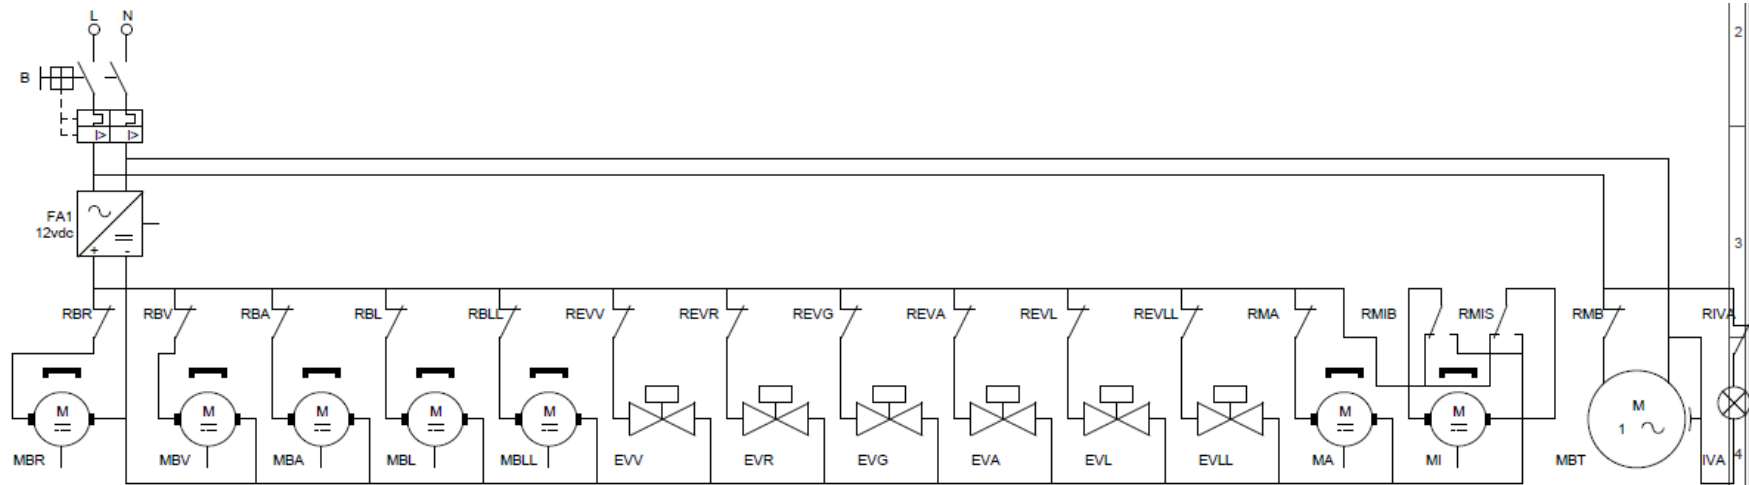 L N
2
B
I> I>
FA1
12vdc
+ -
3
RBR RBV RBA RBL RBLL REVV REVR REVG REVA REVL REVLL RMA RMIB RMIS RMB RIVA
M M M M M M M M
1
MBR MBV MBA MBL MBLL EVV EVR EVG EVA EVL EVLL MA MI MBT IVA 4